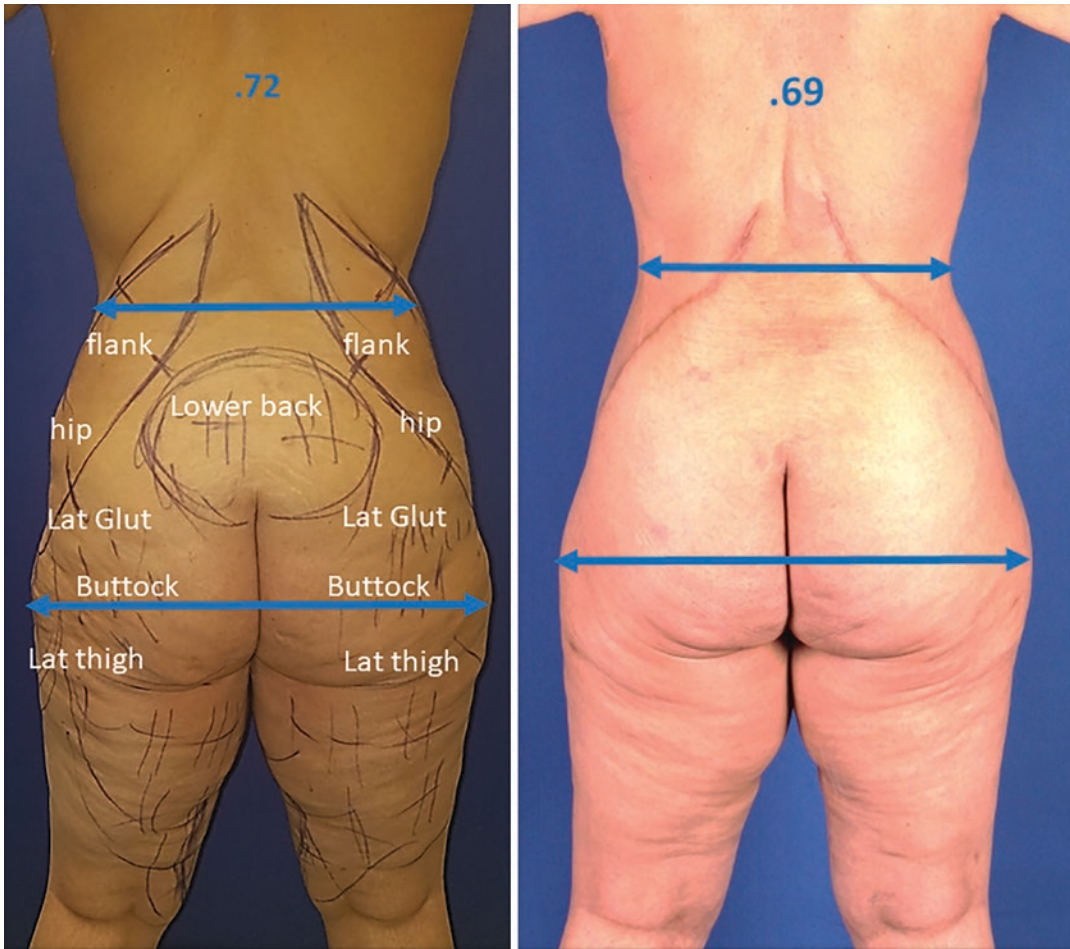 .72
.69
flank flank
Lower back
hip hip
Lat Glut Lat Glut
Buttock Buttock
Lat thigh Lat thigh